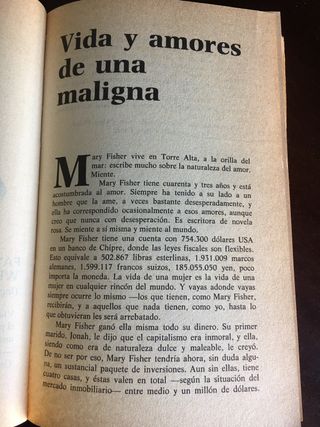 Vida y amores
de una
maligna
Mary Fisher vive en Torre Alta, a la orilla del
mar: escribe mucho sobre la naturaleza del amor.
Miente.
Mary Fisher tiene cuarenta y tres años y está
acostumbrada al amor. Siempre ha tenido a su lado a un
hombre que la ame, a veces bastante desesperadamente, y
ella ha correspondido ocasionalmente a esos amores, aunque
creo que nunca con desesperación. Es escritora de novela
rosa. Se miente a sí misma y miente al mundo.
Mary Fisher tiene una cuenta con 754.300 dólares USA
en un banco de Chipre, donde las leyes fiscales son flexibles.
Esto equivale a 502.867 libras esterlinas, 1.931.009 marcos
alemanes, 1.599.117 francos suizos, 185.055.050 yen, poco
importa la moneda. La vida de una mujer es la vida de una
mujer en cualquier rincón del mundo. Y vayas adonde vayas
siempre ocurre lo mismo —los que tienen, como Mary Fisher,
recibirán, y a aquellos que nada tienen, como yo, hasta lo
que obtuvieran les será arrebatado.
Mary Fisher ganó ella misma todo su dinero. Su primer
marido, Jonah, le dijo que el capitalismo era inmoral, y ella,
siendo como era de naturaleza dulce y maleable, le creyó.
De no ser por eso, Mary Fisher tendría ahora, sin duda algu-
na, un sustancial paquete de inversiones. Aun sin ellas, tiene
cuatro casas, y éstas valen en total —según la situación del
mercado inmobiliario— entre medio y un millón de dólares.